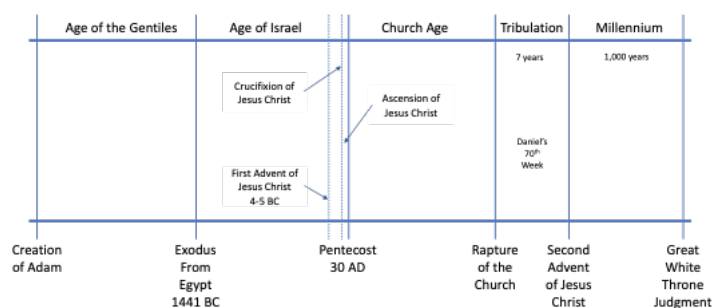 Age of the Gentiles
Age of Israel
Church Age
Tribulation
Millennium
7 years
1,000 years
Crucifixion of
Jesus Christ
Ascension of
Jesus Christ
Daniel's
70th
Week
First Advent of
Jesus Christ
4-5 BC
Creation
of Adam
Exodus
From
Egypt
1441 BC
Pentecost
30 AD
Rapture
of the
Church
Second
Advent
of Jesus
Christ
Great
White
Throne
Judgment